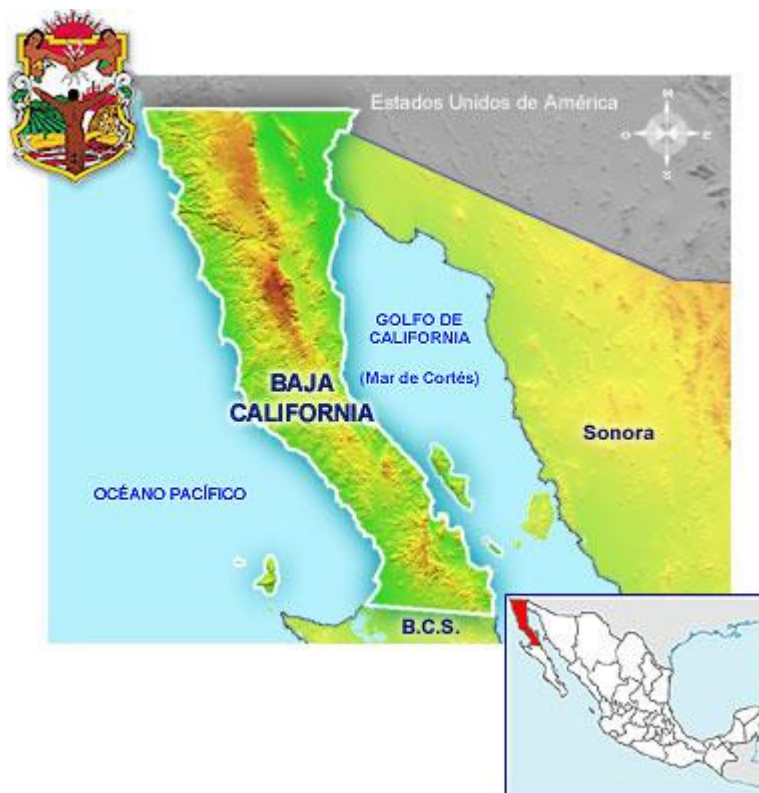 Estados Unidos de América
N
O
E
S
GOLFO DE
CALIFORNIA
(Mar de Cortés)
BAJA
CALIFORNIA
Sonora
OCÉANO PACÍFICO
B.C.S.